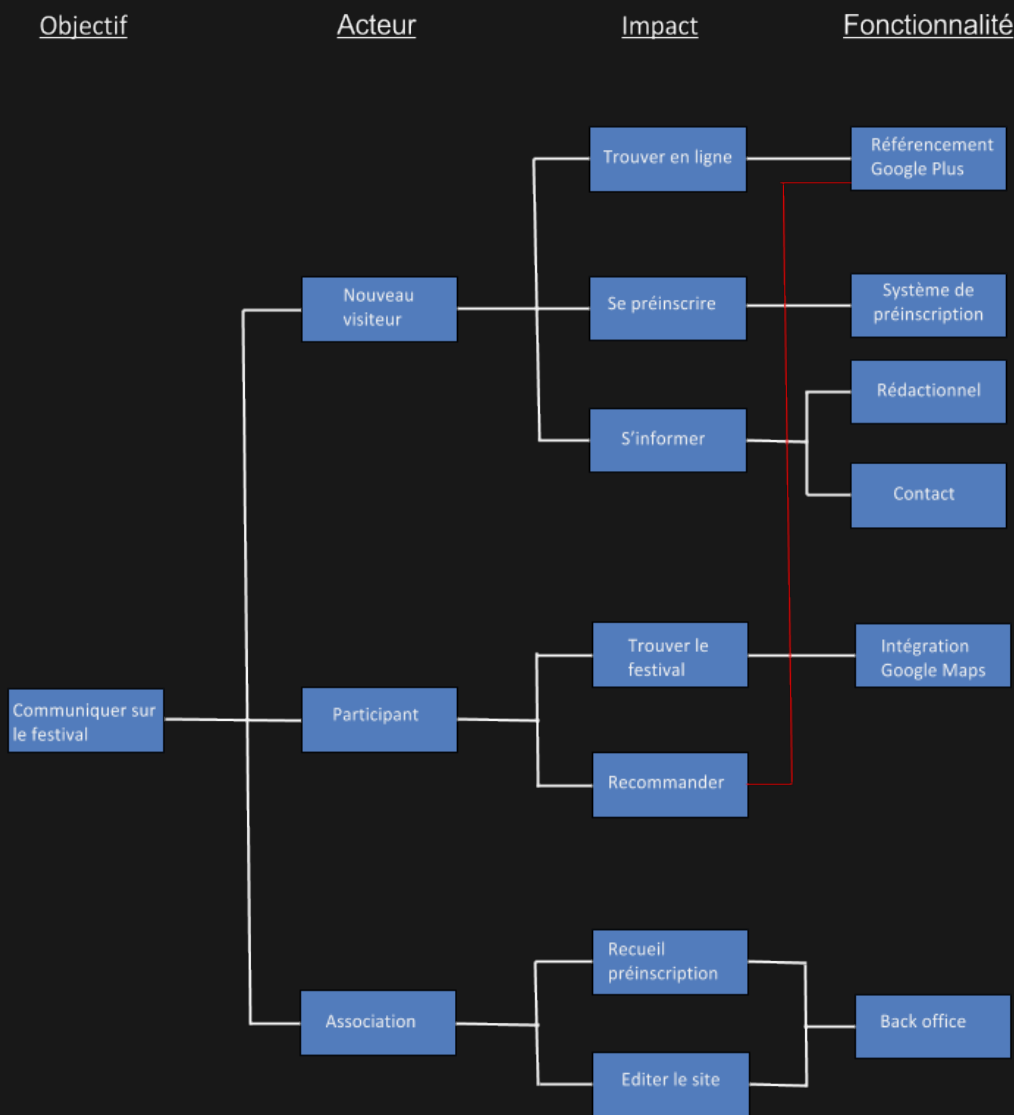 Objectif
Acteur
Impact
Fonctionnalité
Trouver en ligne
Référencement
Google Plus
Nouveau
visiteur
Se préinscrire
Système de
préinscription
S'informer
Rédactionnel
Contact
Communiquer sur
le festival
Participant
Trouver le
festival
Intégration
Google Maps
Recommander
Association
Recueil
préinscription
Editer le site
Back office